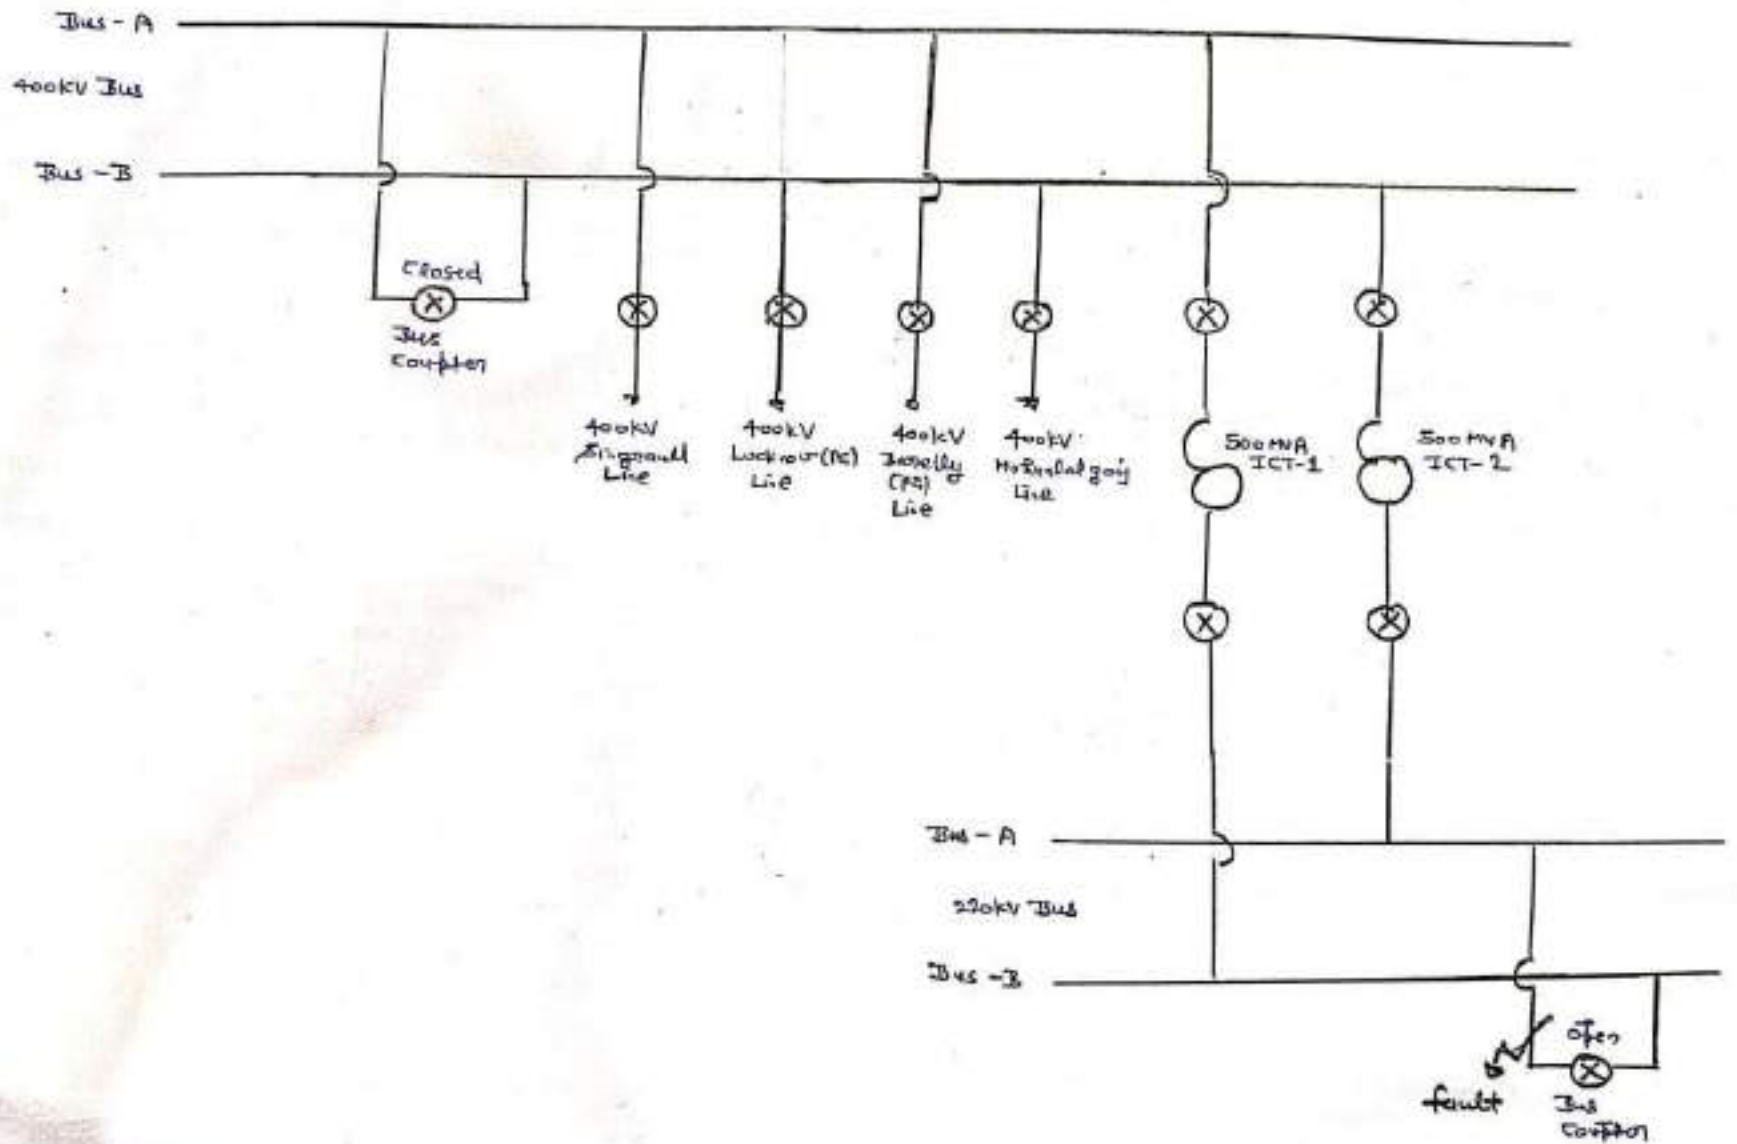 Bus - A
400kV Bus
Bus - B
Closed
Bus
Coupler
400kV
Singrauli
Line
400kV
Lucknow (PG)
Line
400kV
Bareilly
(PG)
Line
400kV
Line
500MVA
ICT-1
500MVA
ICT-2
Bus - A
220kV Bus
Bus - B
open
fault
Bus
Coupler